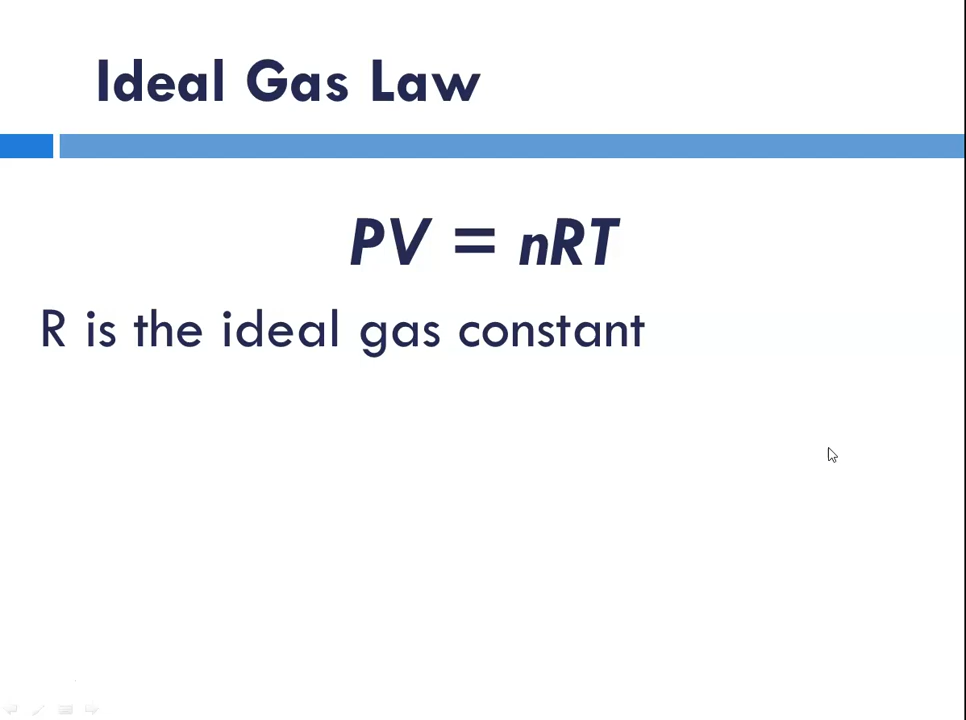 Ideal Gas Law
PV = nRT
R is the ideal gas constant